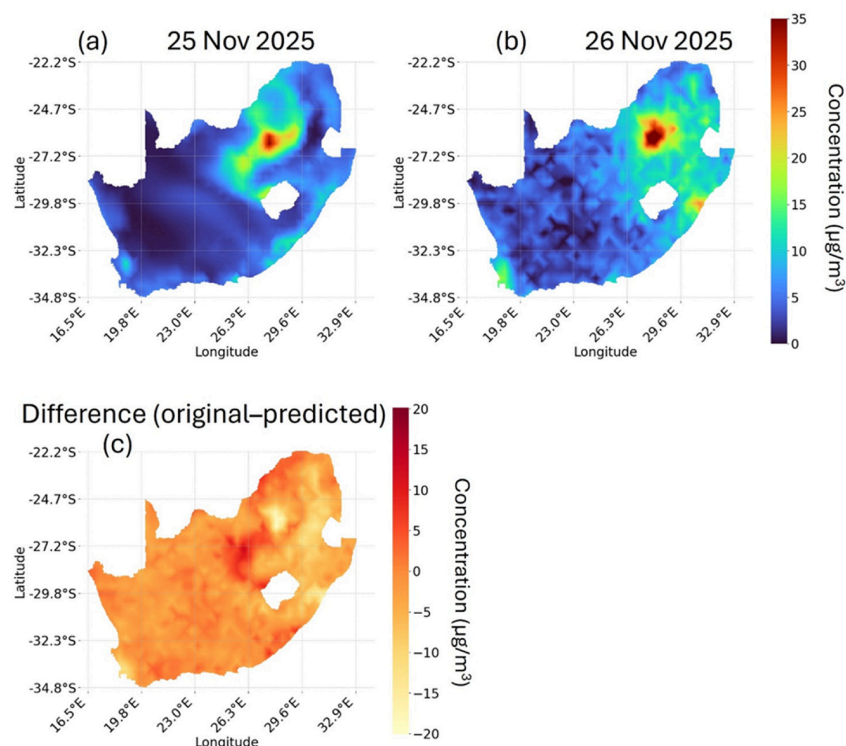 (a) 25 Nov 2025
(b) 26 Nov 2025
-22.2°S
-24.7°S
-27.2°S
-29.8°S
-32.3°S
-34.8°S
Latitude
16.5°E 19.8°E 23.0°E 26.3°E 29.6°E 32.9°E
Longitude
-22.2°S
-24.7°S
-27.2°S
-29.8°S
-32.3°S
-34.8°S
Latitude
16.5°E 19.8°E 23.0°E 26.3°E 29.6°E 32.9°E
Longitude
35
30
25
20
15
10
5
0
Concentration (µg/m³)
Difference (original–predicted)
(c)
-22.2°S
-24.7°S
-27.2°S
-29.8°S
-32.3°S
-34.8°S
Latitude
16.5°E 19.8°E 23.0°E 26.3°E 29.6°E 32.9°E
Longitude
20
15
10
5
0
−5
−10
−15
−20
Concentration (µg/m³)